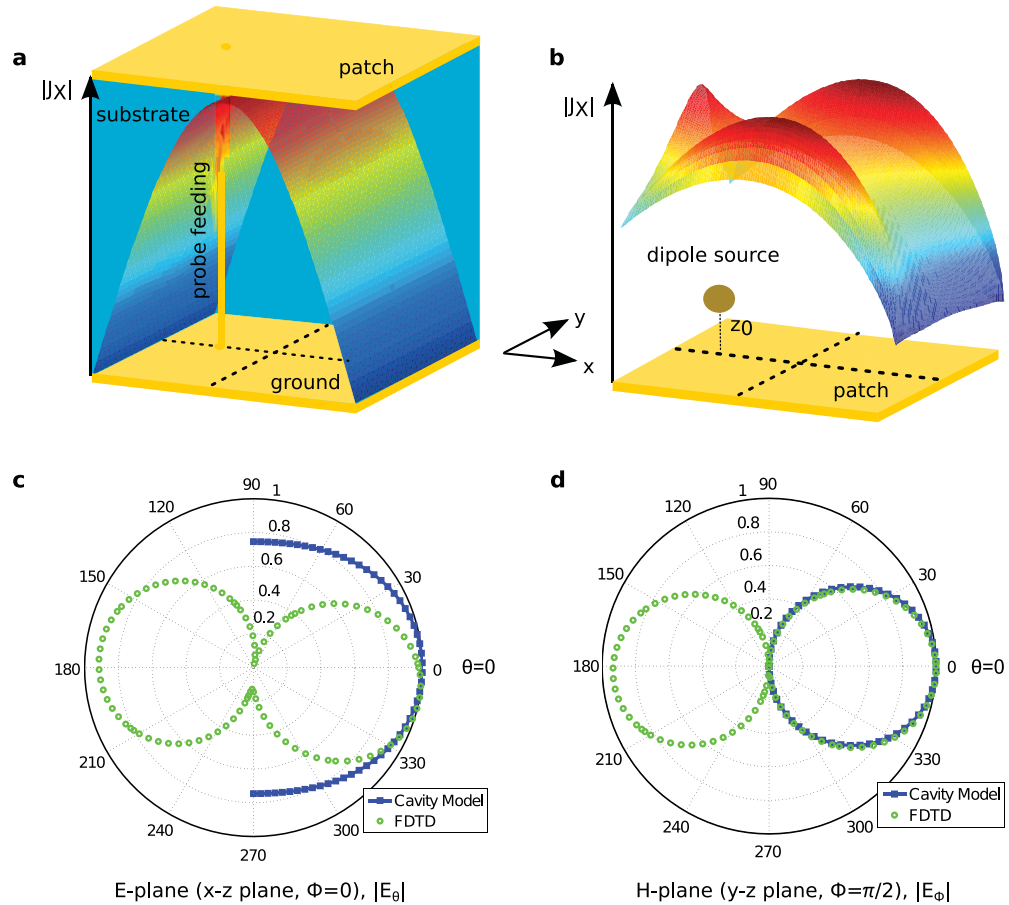 a
|Jx|
patch
substrate
probe feeding
ground
y
x
b
|Jx|
dipole source
z0
patch
c
90
1
120
60
0.8
0.6
150
30
0.4
0.2
180
0
θ=0
210
330
240
300
270
Cavity Model
FDTD
E-plane (x-z plane, Φ=0), |Eθ|
d
90
1
120
60
0.8
0.6
150
30
0.4
0.2
180
0
θ=0
210
330
240
300
270
Cavity Model
FDTD
H-plane (y-z plane, Φ=π/2), |EΦ|